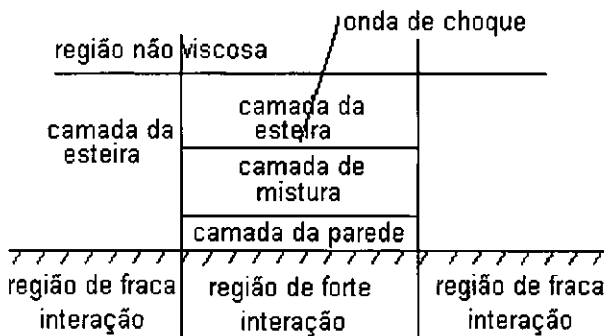 onda de choque
região não viscosa
camada da
esteira
camada da
esteira
camada de
mistura
camada da parede
região de fraca
interação
região de forte
interação
região de fraca
interação